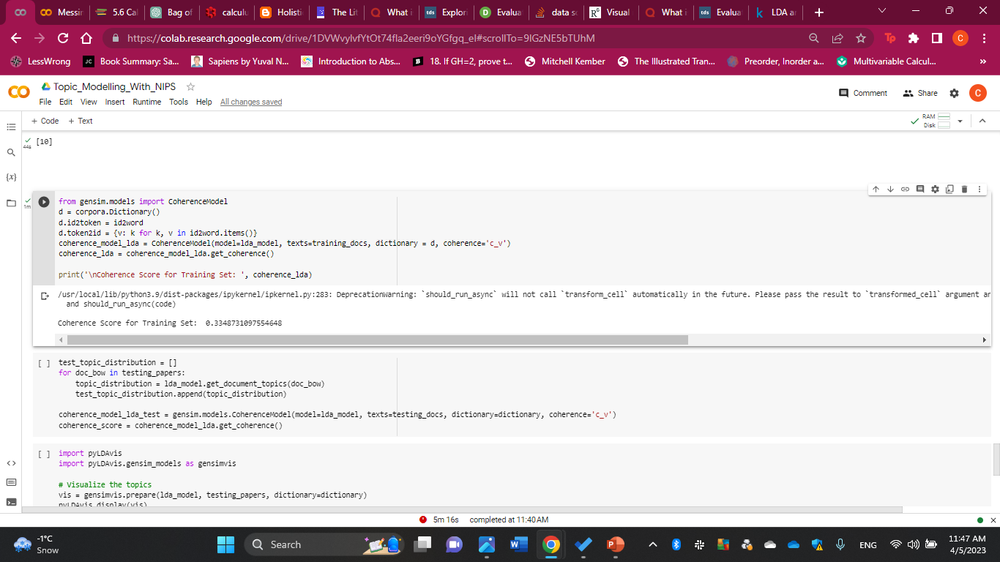 5.6 Cal
Messin
Bag of
calculu
Holisti
The Lit
What i
Explori
Evalua
data sc
Visual
What i
Evalua
LDA a
https://colab.research.google.com/drive/1DVWvylvfYtOt74fla2eeri9oYGfgq_el#scrollTo=9lGzNE5bTUhM
LessWrong
Book Summary: Sa...
Sapiens by Yuval N...
Introduction to Abs...
18. If GH=2, prove t...
Mitchell Kember
The Illustrated Tran...
Preorder, Inorder a...
Multivariable Calcul...
Topic_Modelling_With_NIPS
File Edit View Insert Runtime Tools Help All changes saved
Comment Share C
+ Code + Text
RAM
Disk
[10]
44s
1m
from gensim.models import CoherenceModel
d = corpora.Dictionary()
d.id2token = id2word
d.token2id = {v: k for k, v in id2word.items()}
coherence_model_lda = CoherenceModel(model=lda_model, texts=training_docs, dictionary = d, coherence='c_v')
coherence_lda = coherence_model_lda.get_coherence()
print('\nCoherence Score for Training Set: ', coherence_lda)
/usr/local/lib/python3.9/dist-packages/ipykernel/ipkernel.py:283: DeprecationWarning: `should_run_async` will not call `transform_cell` automatically in the future. Please pass the result to `transformed_cell` argument an
and should_run_async(code)
Coherence Score for Training Set:  0.3348731097554648
[ ] test_topic_distribution = []
for doc_bow in testing_papers:
topic_distribution = lda_model.get_document_topics(doc_bow)
test_topic_distribution.append(topic_distribution)
coherence_model_lda_test = gensim.models.CoherenceModel(model=lda_model, texts=testing_docs, dictionary=dictionary, coherence='c_v')
coherence_score = coherence_model_lda.get_coherence()
[ ] import pyLDAvis
import pyLDAvis.gensim_models as gensimvis
# Visualize the topics
vis = gensimvis.prepare(lda_model, testing_papers, dictionary=dictionary)
pyLDAvis.display(vis)
5m 16s completed at 11:40 AM
-1°C
Snow
Search
ENG
11:47 AM
4/5/2023